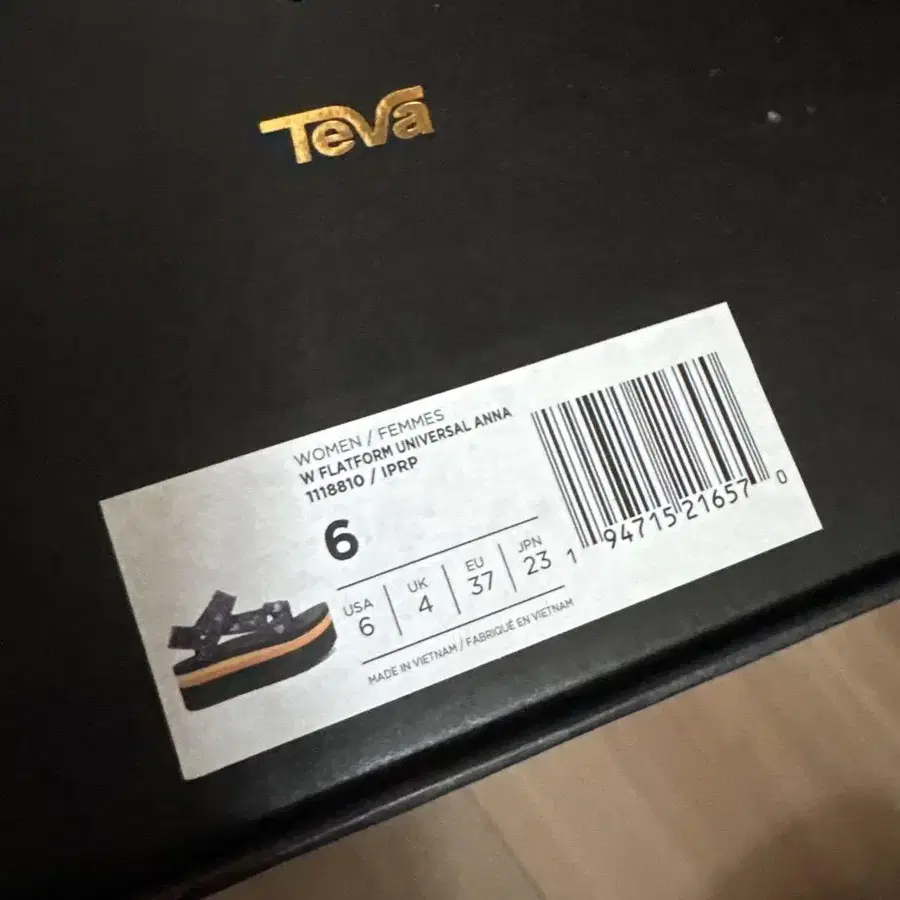 Teva
WOMEN / FEMMES
W FLATFORM UNIVERSAL ANNA
1118810 / IPRP
6
USA UK EU JPN
6 4 37 23
MADE IN VIETNAM / FABRIQUÉ EN VIETNAM
1 94715 21657 0